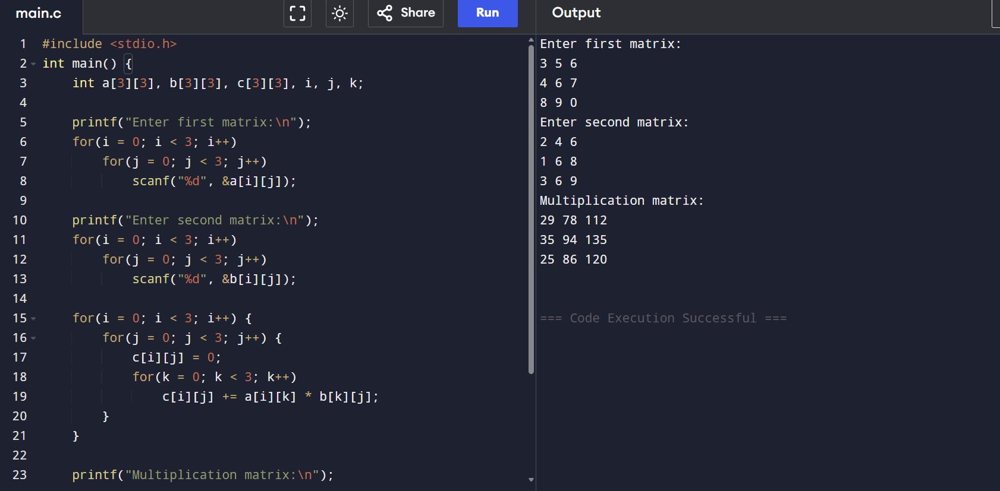 main.c
Share
Run
Output
1 #include <stdio.h>
2 int main() {
3     int a[3][3], b[3][3], c[3][3], i, j, k;
4
5     printf("Enter first matrix:\n");
6     for(i = 0; i < 3; i++)
7         for(j = 0; j < 3; j++)
8             scanf("%d", &a[i][j]);
9
10     printf("Enter second matrix:\n");
11     for(i = 0; i < 3; i++)
12         for(j = 0; j < 3; j++)
13             scanf("%d", &b[i][j]);
14
15     for(i = 0; i < 3; i++) {
16         for(j = 0; j < 3; j++) {
17             c[i][j] = 0;
18             for(k = 0; k < 3; k++)
19                 c[i][j] += a[i][k] * b[k][j];
20         }
21     }
22
23     printf("Multiplication matrix:\n");
Enter first matrix:
3 5 6
4 6 7
8 9 0
Enter second matrix:
2 4 6
1 6 8
3 6 9
Multiplication matrix:
29 78 112
35 94 135
25 86 120
=== Code Execution Successful ===